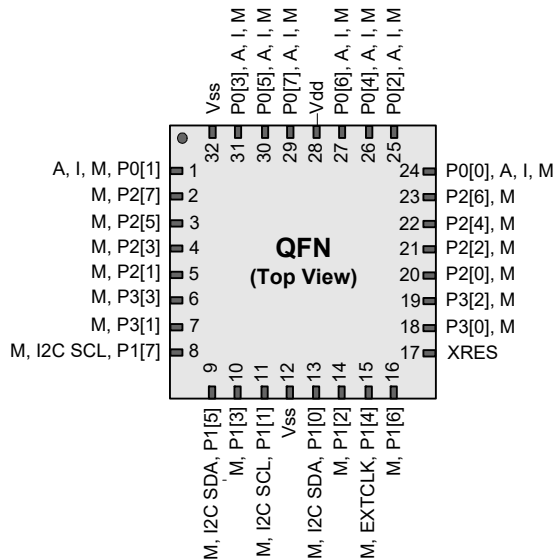 Vss
P0[3], A, I, M
P0[5], A, I, M
P0[7], A, I, M
Vdd
P0[6], A, I, M
P0[4], A, I, M
P0[2], A, I, M
32
31
30
29
28
27
26
25
A, I, M, P0[1]
1
24
P0[0], A, I, M
M, P2[7]
2
23
P2[6], M
M, P2[5]
3
22
P2[4], M
M, P2[3]
4
21
P2[2], M
M, P2[1]
5
20
P2[0], M
M, P3[3]
6
19
P3[2], M
M, P3[1]
7
18
P3[0], M
M, I2C SCL, P1[7]
8
17
XRES
QFN
(Top View)
9
10
11
12
13
14
15
16
M, I2C SDA, P1[5]
M, P1[3]
M, I2C SCL, P1[1]
Vss
M, I2C SDA, P1[0]
M, P1[2]
M, EXTCLK, P1[4]
M, P1[6]